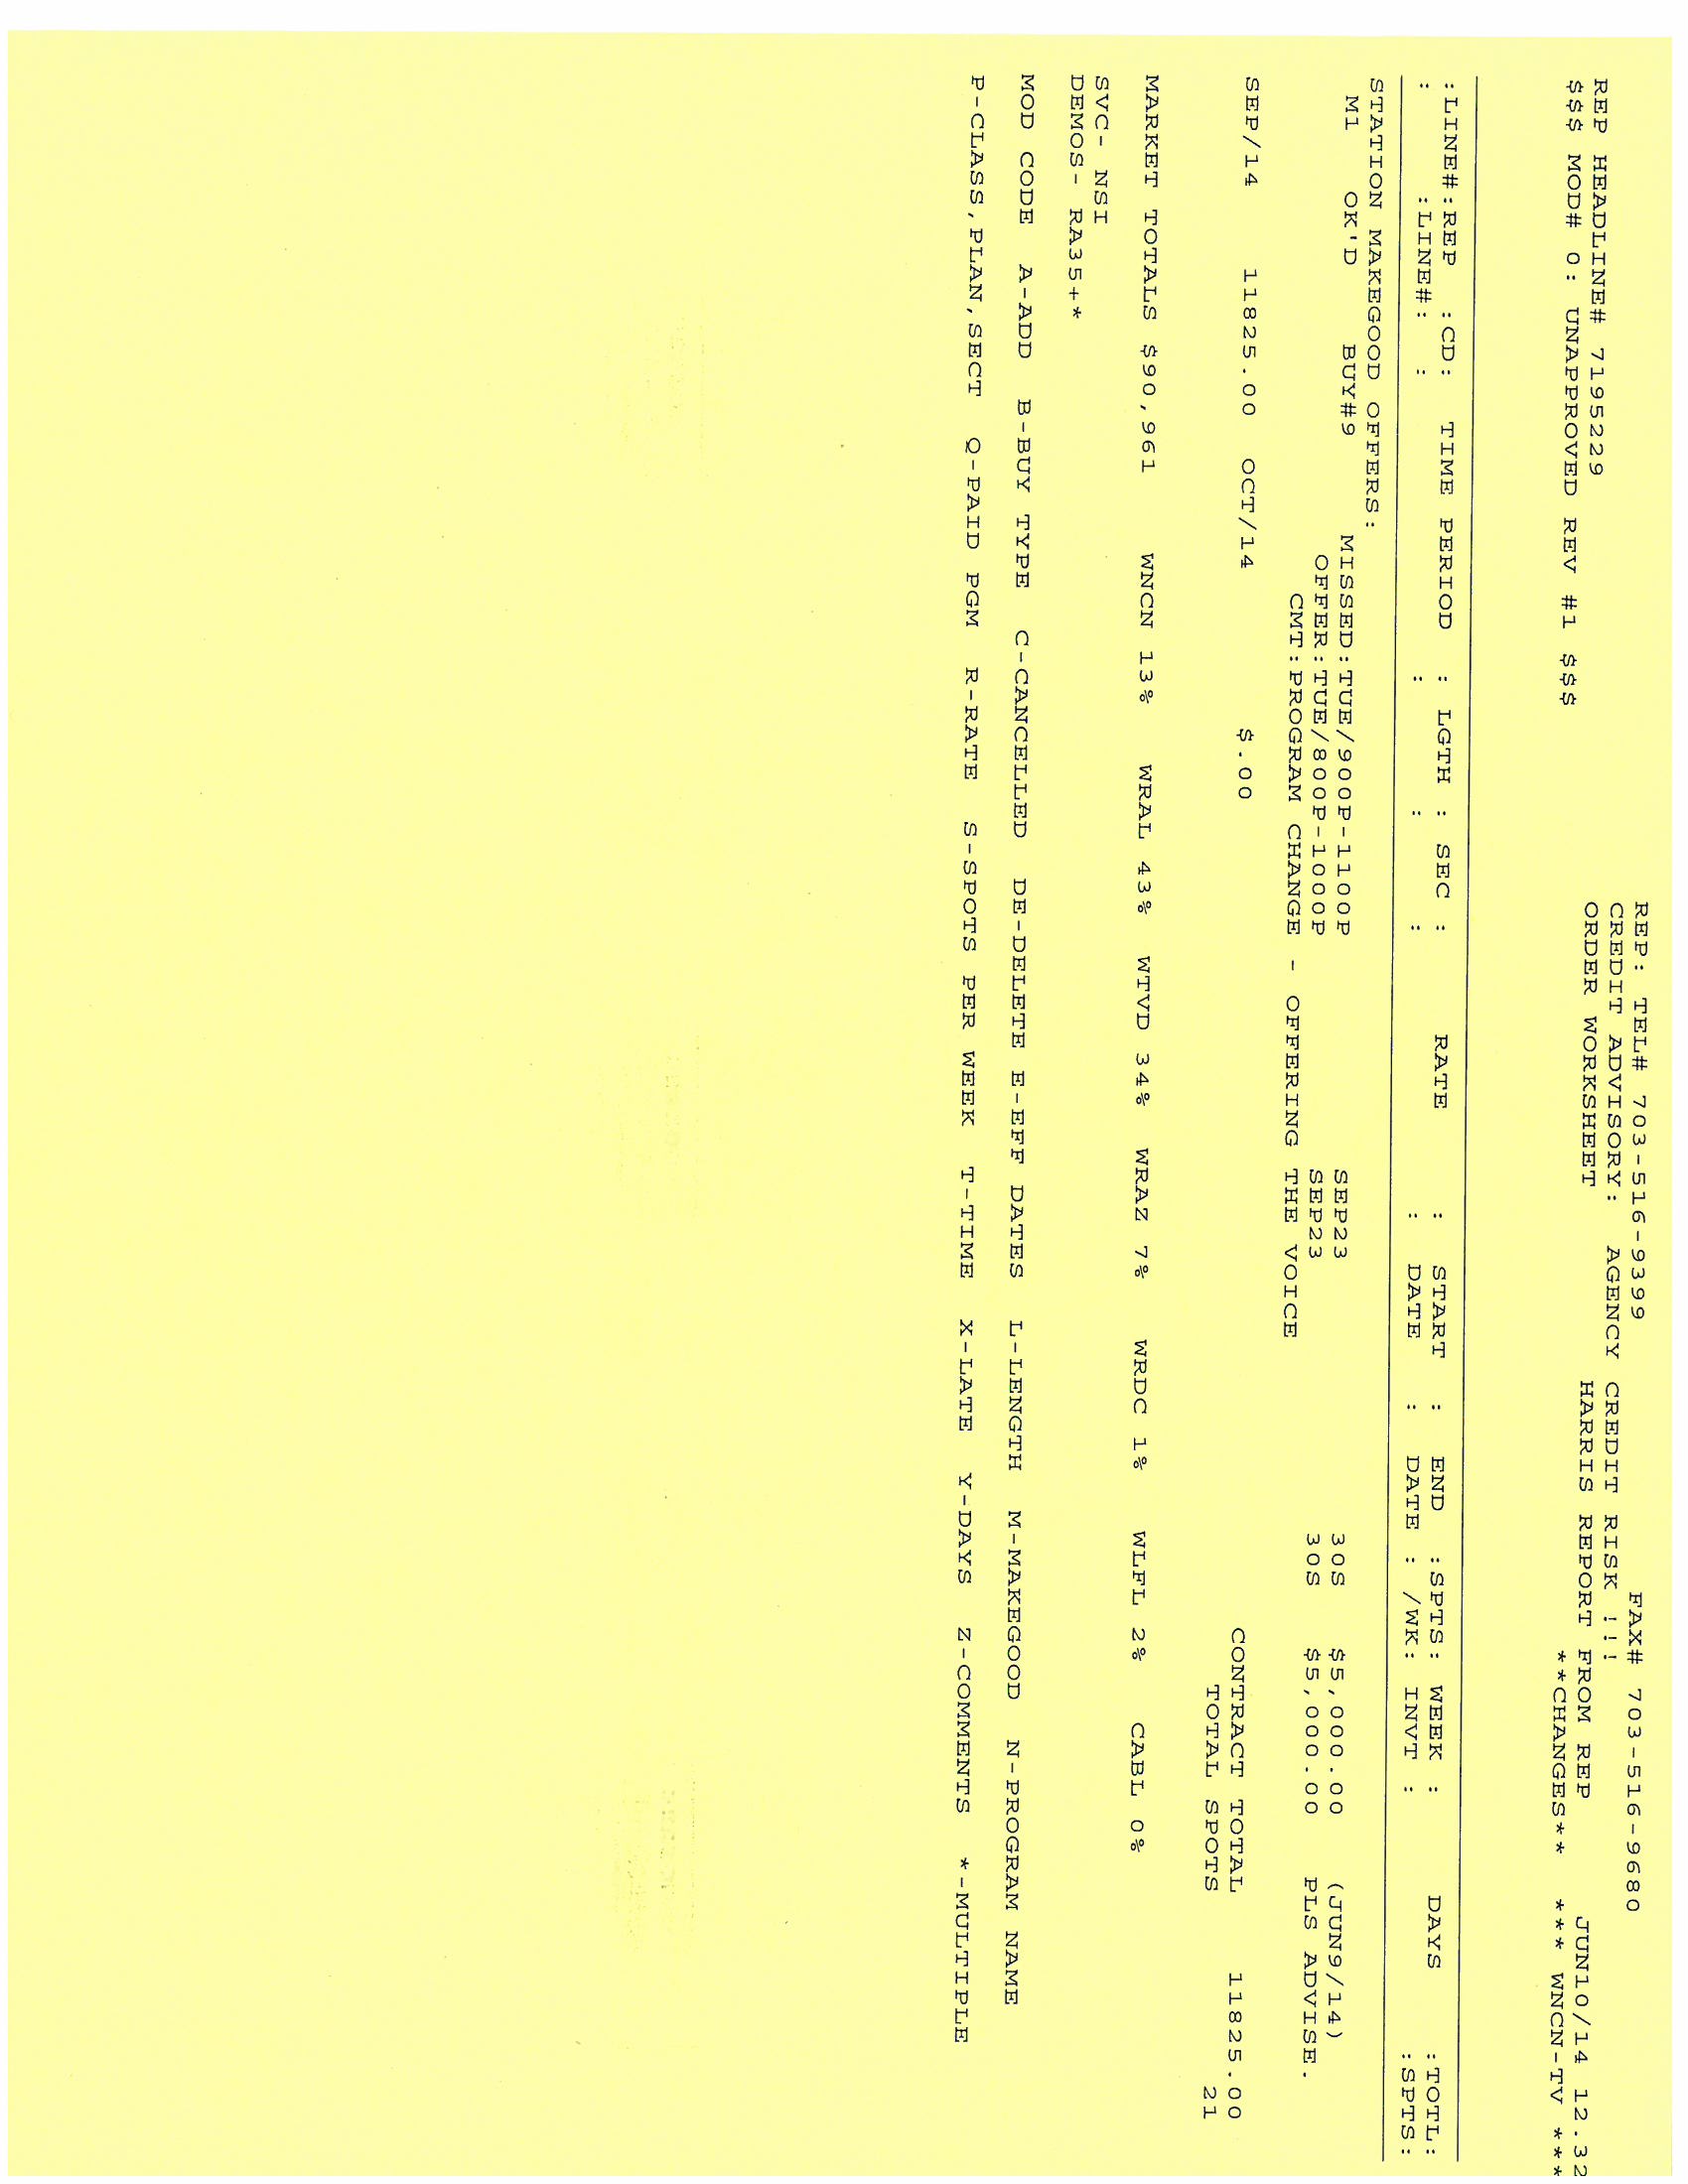 REP: TEL# 703-516-9399 FAX# 703-516-9680
CREDIT ADVISORY: AGENCY CREDIT RISK !!!
REP HEADLINE# 7195229 ORDER WORKSHEET HARRIS REPORT FROM REP JUN10/14 12.32
$$$ MOD# 0: UNAPPROVED REV #1 $$$ **CHANGES** *** WNCN-TV ***
:LINE#:REP :CD: TIME PERIOD : LGTH : SEC : RATE : START : END :SPTS: WEEK : DAYS :TOTL:
: :LINE#: : : : : : DATE : DATE : /WK: INVT : :SPTS:
STATION MAKEGOOD OFFERS:
M1 OK'D BUY#9 MISSED:TUE/900P-1100P SEP23 30S $5,000.00 (JUN9/14)
OFFER:TUE/800P-1000P SEP23 30S $5,000.00 PLS ADVISE.
CMT:PROGRAM CHANGE - OFFERING THE VOICE
SEP/14 11825.00 OCT/14 $.00 CONTRACT TOTAL 11825.00
TOTAL SPOTS 21
MARKET TOTALS $90,961 WNCN 13% WRAL 43% WTVD 34% WRAZ 7% WRDC 1% WLFL 2% CABL 0%
SVC- NSI
DEMOS- RA35+*
MOD CODE A-ADD B-BUY TYPE C-CANCELLED DE-DELETE E-EFF DATES L-LENGTH M-MAKEGOOD N-PROGRAM NAME
P-CLASS,PLAN,SECT Q-PAID PGM R-RATE S-SPOTS PER WEEK T-TIME X-LATE Y-DAYS Z-COMMENTS *-MULTIPLE